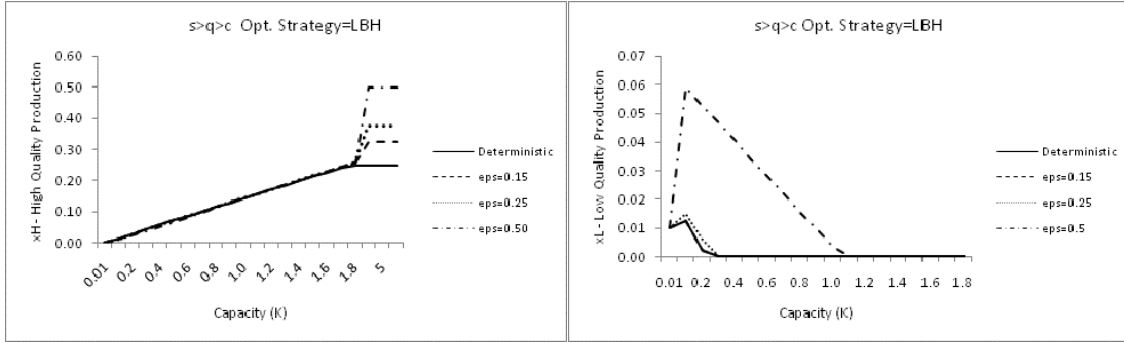 s>q>c Opt. Strategy=LBH
xH- High Quality Production
0.60
0.50
0.40
0.30
0.20
0.10
0.00
0.01
0.2
0.4
0.6
0.8
1.0
1.2
1.4
1.6
1.8
5
Capacity (K)
Deterministic
eps=0.15
eps=0.25
eps=0.50
s>q>c Opt. Strategy=LBH
xL- Low Quality Production
0.07
0.06
0.05
0.04
0.03
0.02
0.01
0.00
0.01 0.2 0.4 0.6 0.8 1.0 1.2 1.4 1.6 1.8
Capacity (K)
Deterministic
eps=0.15
eps=0.25
eps=0.5